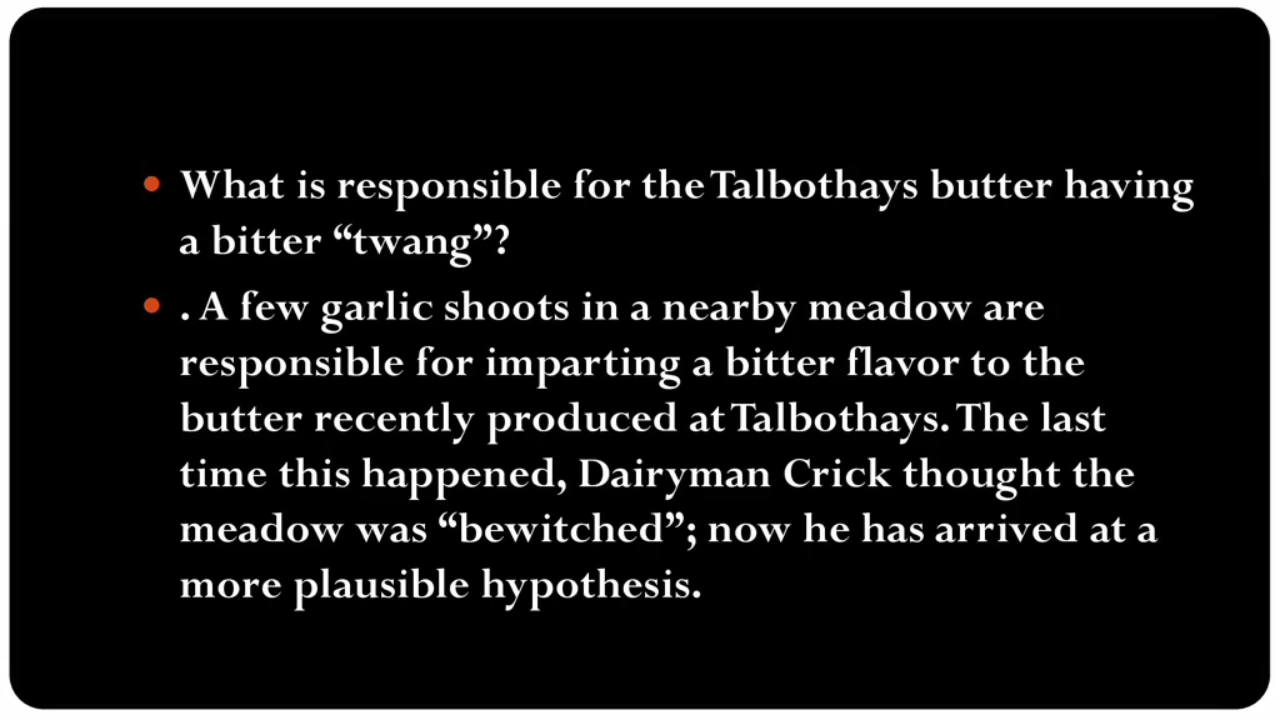 • What is responsible for the Talbothays butter having
a bitter “twang”?
• . A few garlic shoots in a nearby meadow are
responsible for imparting a bitter flavor to the
butter recently produced at Talbothays. The last
time this happened, Dairyman Crick thought the
meadow was “bewitched”; now he has arrived at a
more plausible hypothesis.